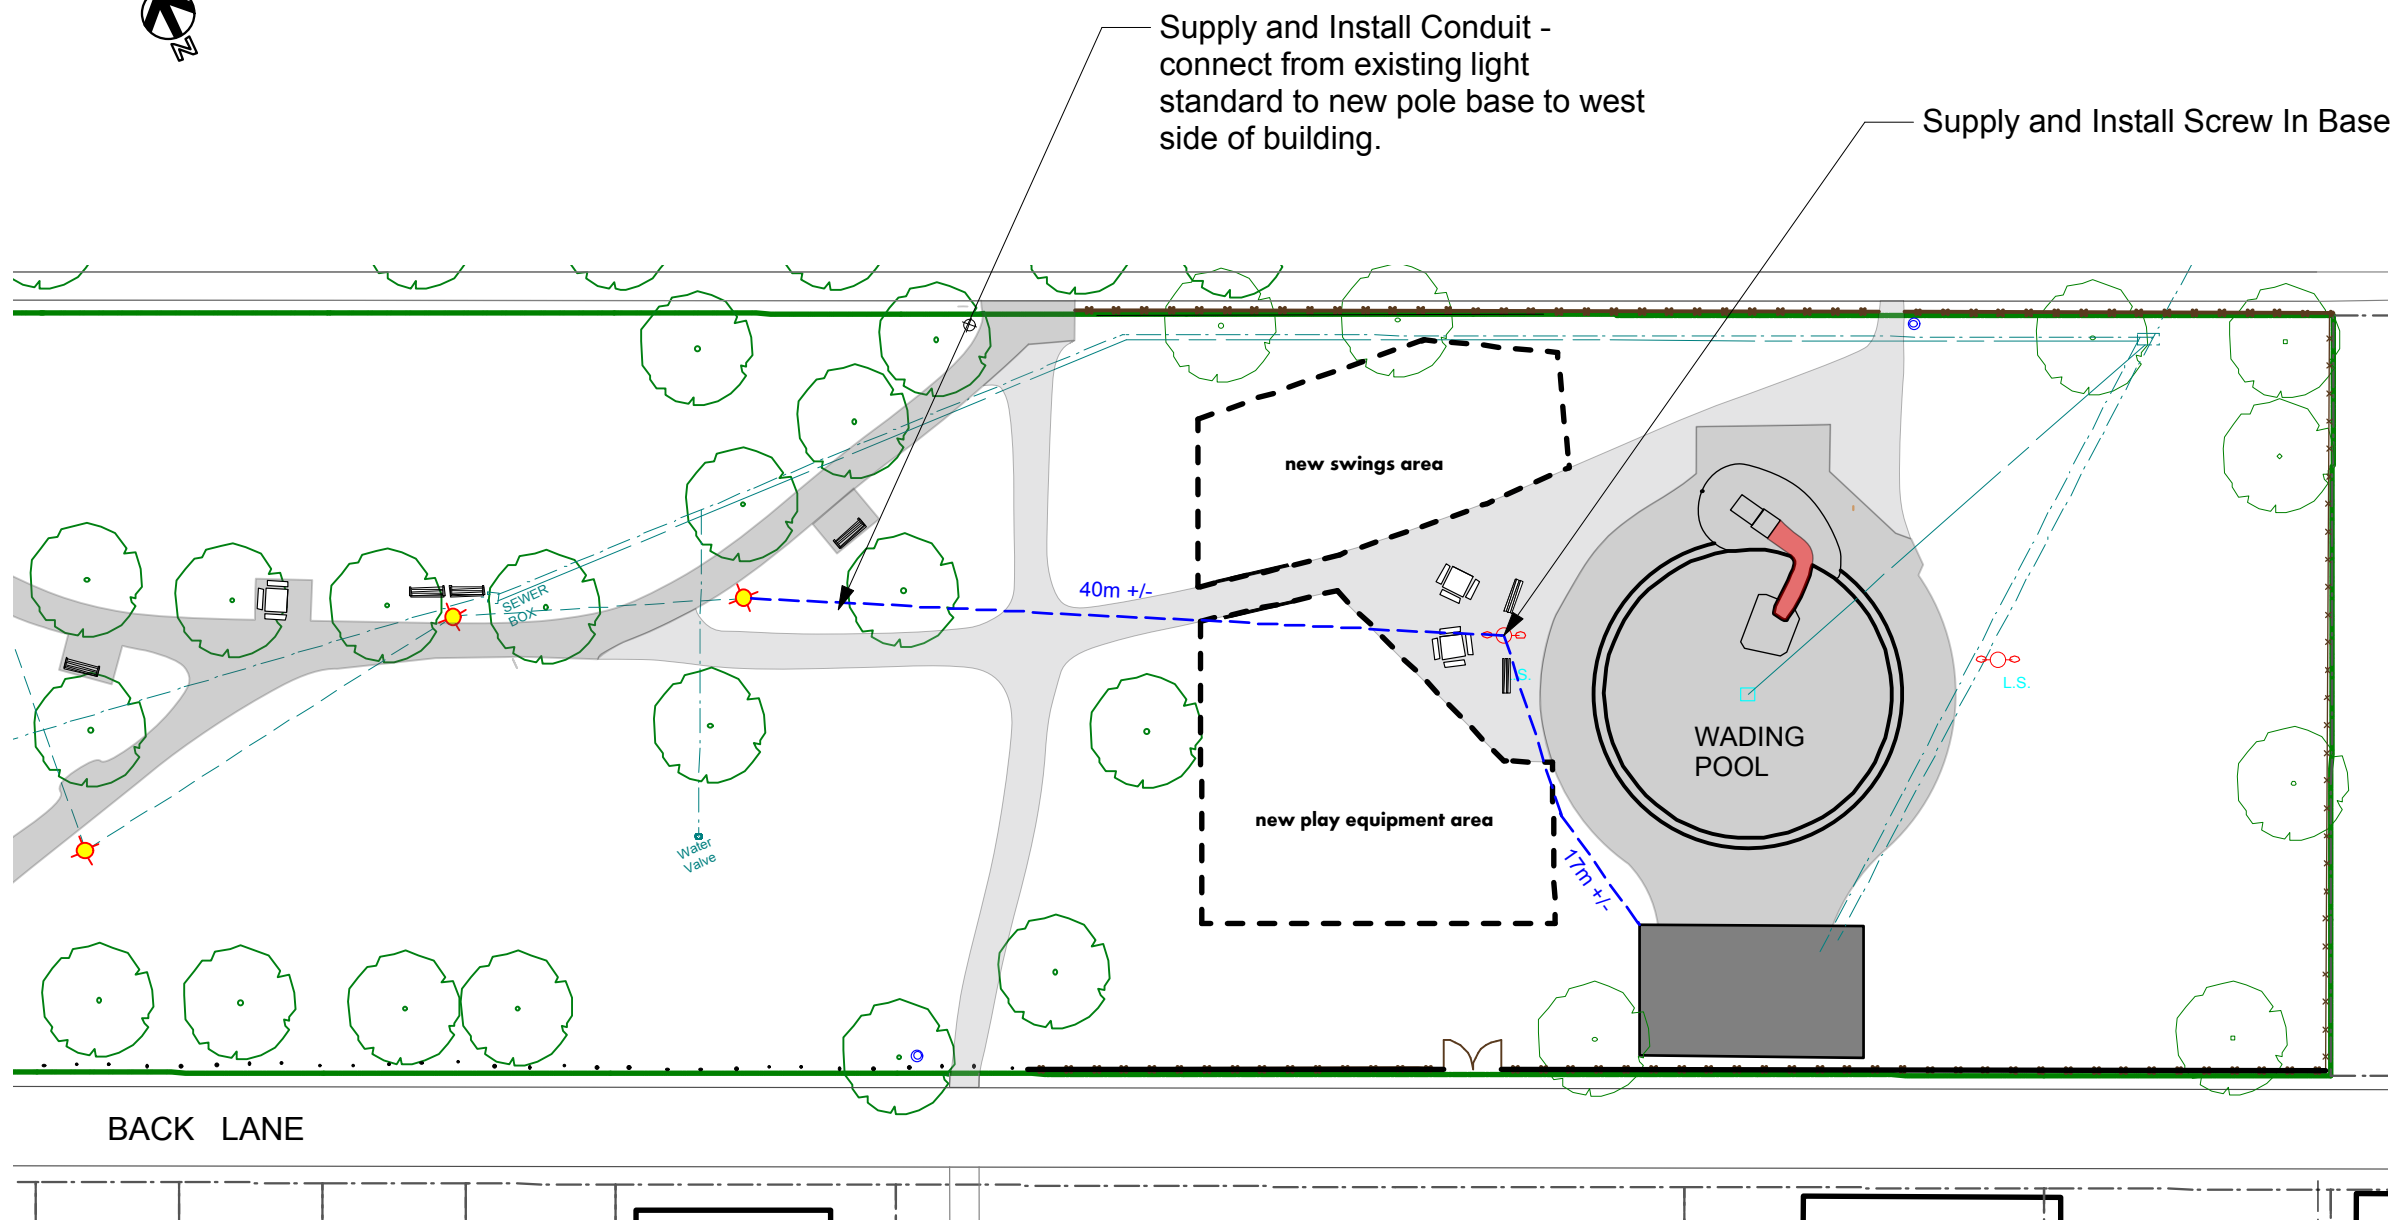 N
Supply and Install Conduit -
connect from existing light
standard to new pole base to west
side of building.
Supply and Install Screw In Base
new swings area
40m +/-
SEWER
BOX
S.
L.S.
WADING
POOL
new play equipment area
Water
Valve
17m +/-
BACK LANE